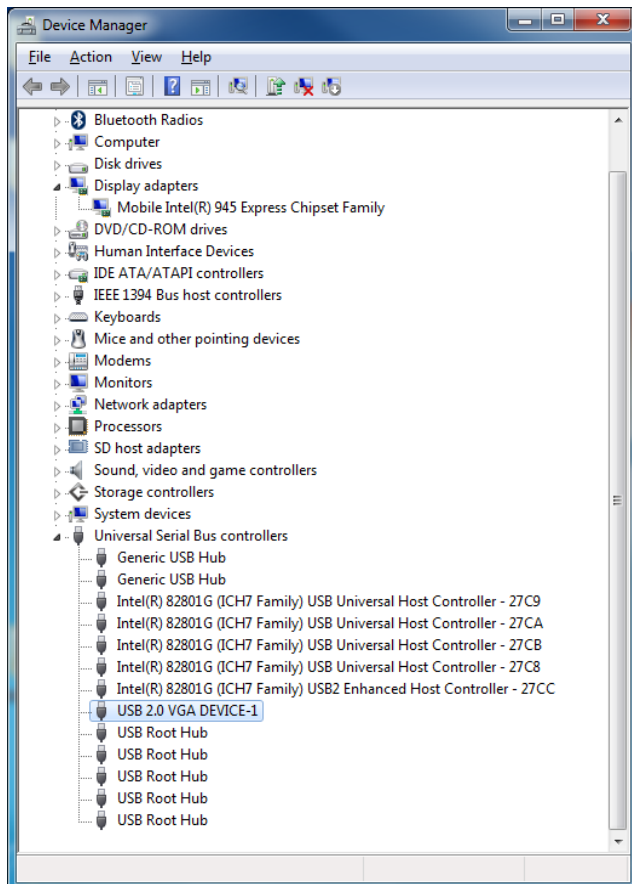 Device Manager
File Action View Help
Bluetooth Radios
Computer
Disk drives
Display adapters
Mobile Intel(R) 945 Express Chipset Family
DVD/CD-ROM drives
Human Interface Devices
IDE ATA/ATAPI controllers
IEEE 1394 Bus host controllers
Keyboards
Mice and other pointing devices
Modems
Monitors
Network adapters
Processors
SD host adapters
Sound, video and game controllers
Storage controllers
System devices
Universal Serial Bus controllers
Generic USB Hub
Generic USB Hub
Intel(R) 82801G (ICH7 Family) USB Universal Host Controller - 27C9
Intel(R) 82801G (ICH7 Family) USB Universal Host Controller - 27CA
Intel(R) 82801G (ICH7 Family) USB Universal Host Controller - 27CB
Intel(R) 82801G (ICH7 Family) USB Universal Host Controller - 27C8
Intel(R) 82801G (ICH7 Family) USB2 Enhanced Host Controller - 27CC
USB 2.0 VGA DEVICE-1
USB Root Hub
USB Root Hub
USB Root Hub
USB Root Hub
USB Root Hub